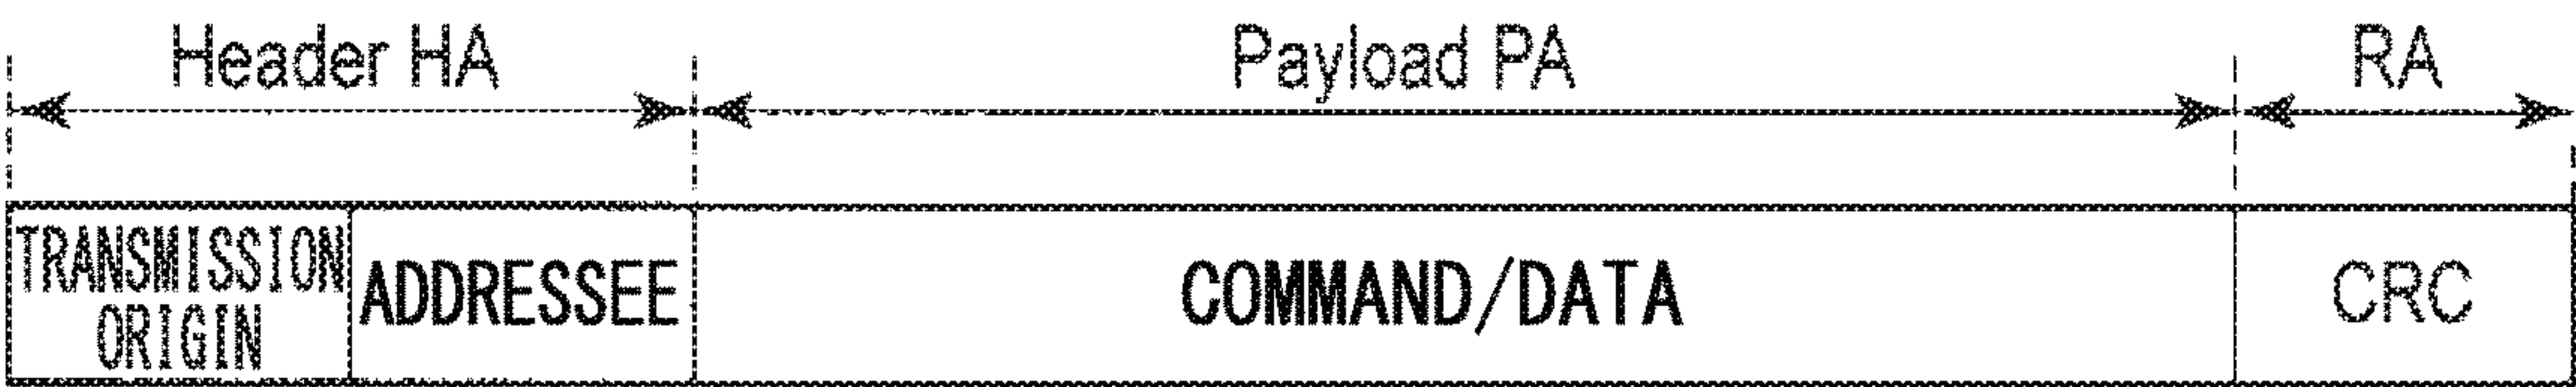 Header HA Payload PA RA
TRANSMISSION
ORIGIN
ADDRESSEE
COMMAND/DATA
CRC